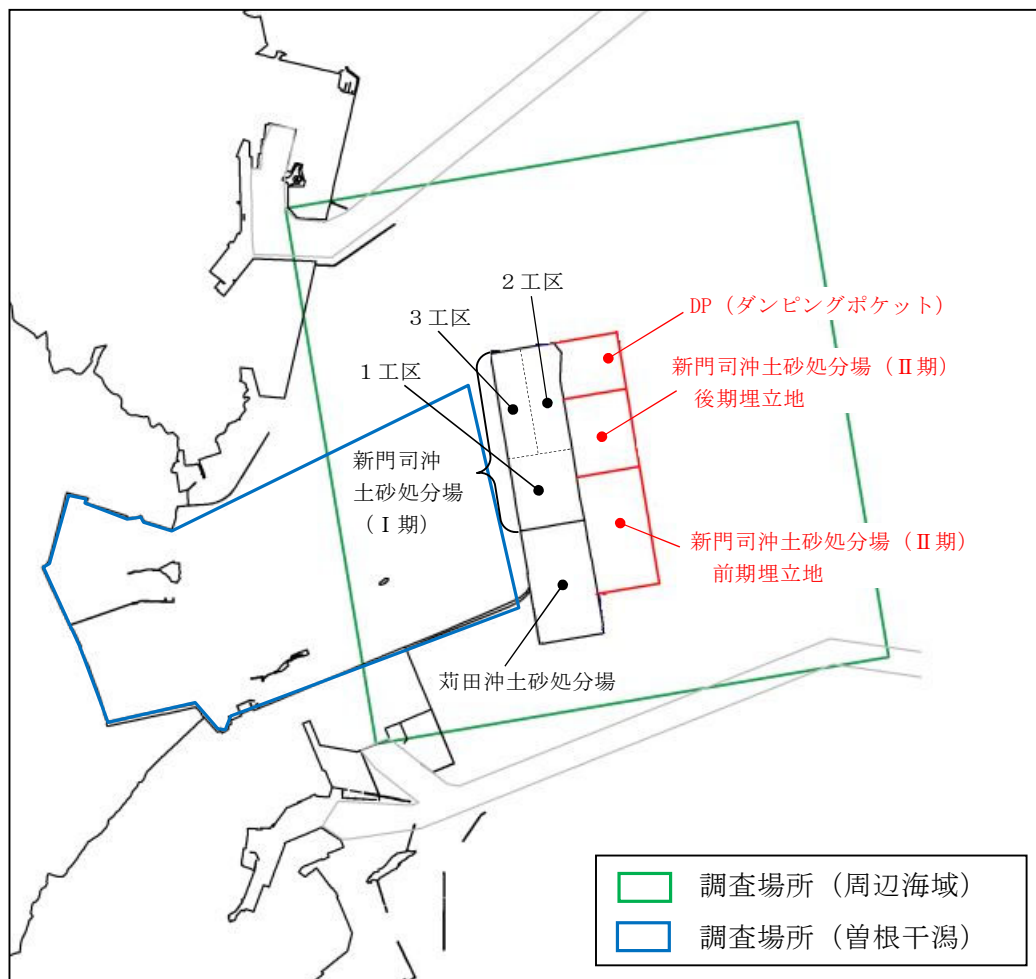 2工区
3工区
DP(ダンピングポケット)
1工区
新門司沖土砂処分場(Ⅱ期)
後期埋立地
新門司沖
土砂処分場
(Ⅰ期)
新門司沖土砂処分場(Ⅱ期)
前期埋立地
苅田沖土砂処分場
調査場所(周辺海域)
調査場所(曽根干潟)